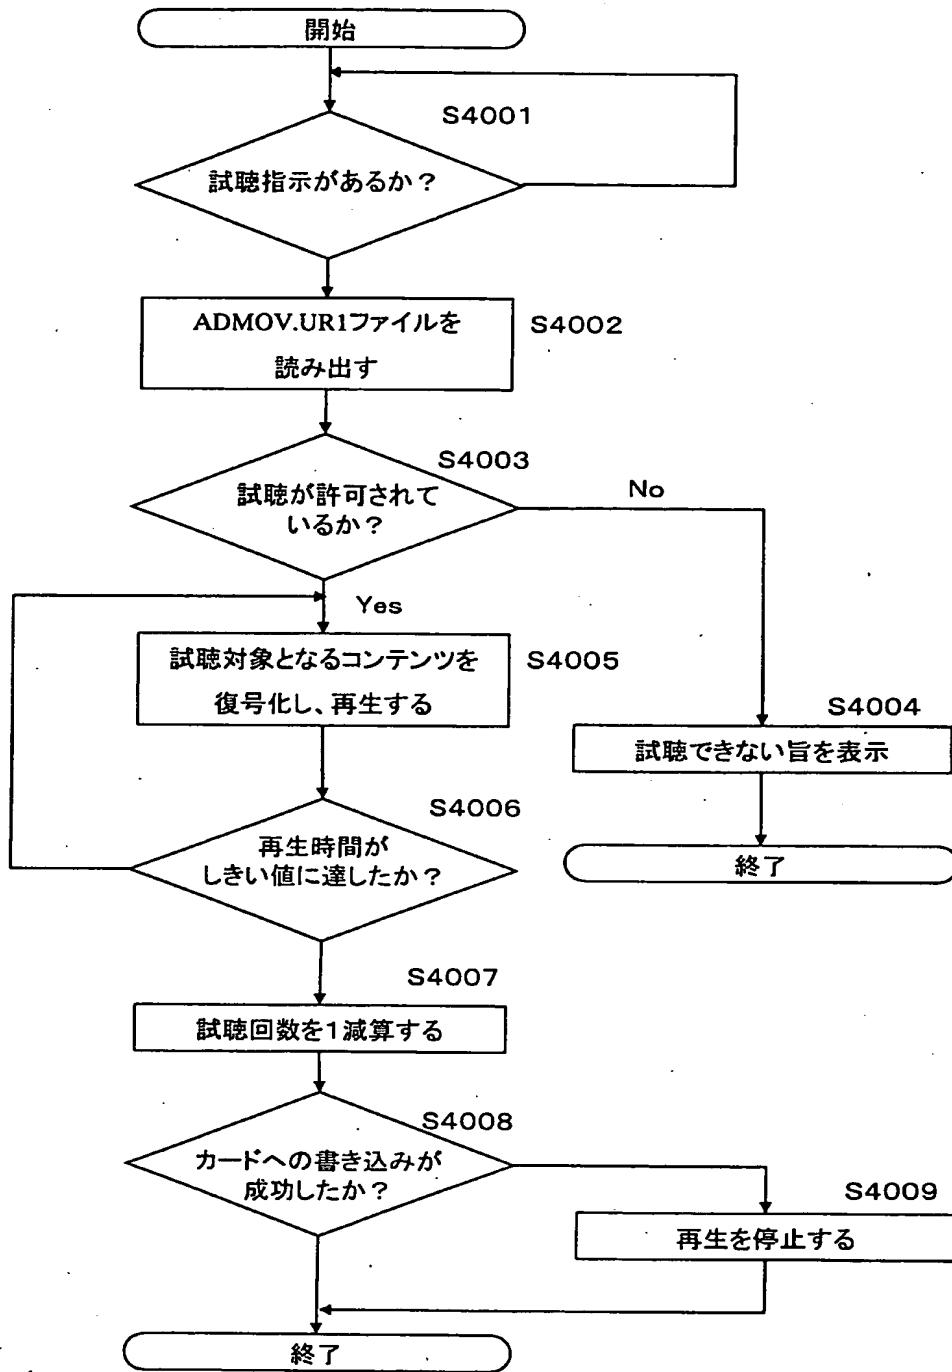 開始
S4001
試聴指示があるか？
ADMOV.UR1ファイルを
読み出す
S4002
S4003
試聴が許可されて
いるか？
No
Yes
試聴対象となるコンテンツを
復号化し、再生する
S4005
S4004
試聴できない旨を表示
S4006
再生時間が
しきい値に達したか？
終了
S4007
試聴回数を1減算する
S4008
カードへの書き込みが
成功したか？
S4009
再生を停止する
終了